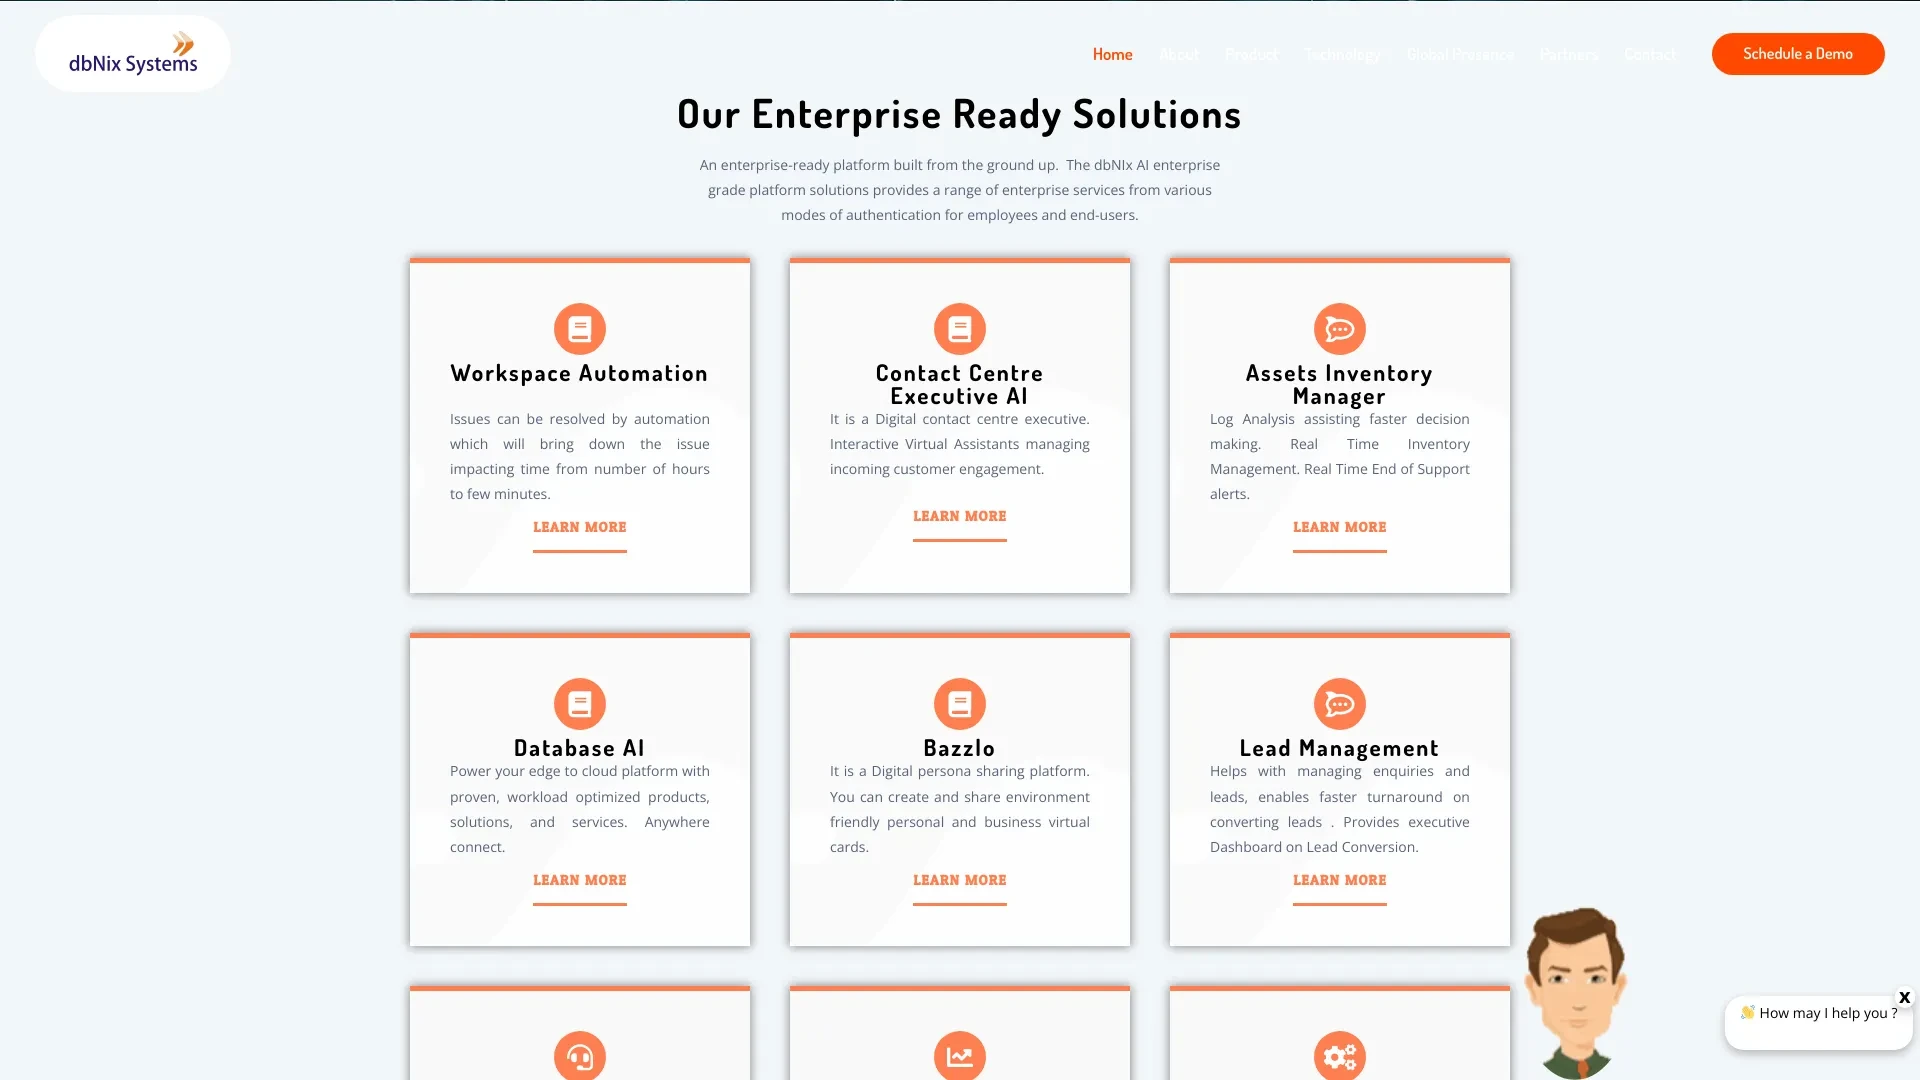 dbNix Systems
Home About Product Technology Global Presence Partners Contact Schedule a Demo
Our Enterprise Ready Solutions
An enterprise-ready platform built from the ground up. The dbNIx AI enterprise
grade platform solutions provides a range of enterprise services from various
modes of authentication for employees and end-users.
Workspace Automation
Issues can be resolved by automation
which will bring down the issue
impacting time from number of hours
to few minutes.
LEARN MORE
Contact Centre
Executive AI
It is a Digital contact centre executive.
Interactive Virtual Assistants managing
incoming customer engagement.
LEARN MORE
Assets Inventory
Manager
Log Analysis assisting faster decision
making. Real Time Inventory
Management. Real Time End of Support
alerts.
LEARN MORE
Database AI
Power your edge to cloud platform with
proven, workload optimized products,
solutions, and services. Anywhere
connect.
LEARN MORE
Bazzlo
It is a Digital persona sharing platform.
You can create and share environment
friendly personal and business virtual
cards.
LEARN MORE
Lead Management
Helps with managing enquiries and
leads, enables faster turnaround on
converting leads . Provides executive
Dashboard on Lead Conversion.
LEARN MORE
X
👋 How may I help you ?